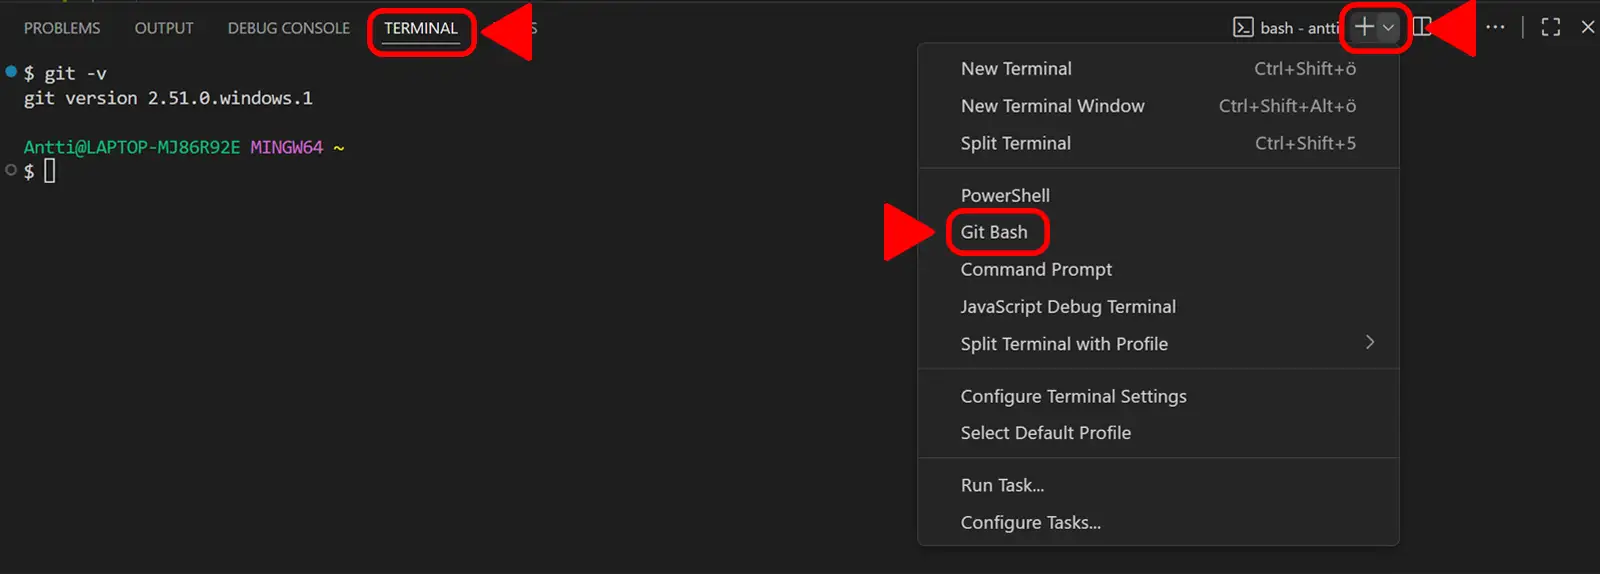 PROBLEMS OUTPUT DEBUG CONSOLE TERMINAL
bash - antti
$ git -v
git version 2.51.0.windows.1
Antti@LAPTOP-MJ86R92E MINGW64 ~
$
New Terminal Ctrl+Shift+ö
New Terminal Window Ctrl+Shift+Alt+ö
Split Terminal Ctrl+Shift+5
PowerShell
Git Bash
Command Prompt
JavaScript Debug Terminal
Split Terminal with Profile
Configure Terminal Settings
Select Default Profile
Run Task...
Configure Tasks...